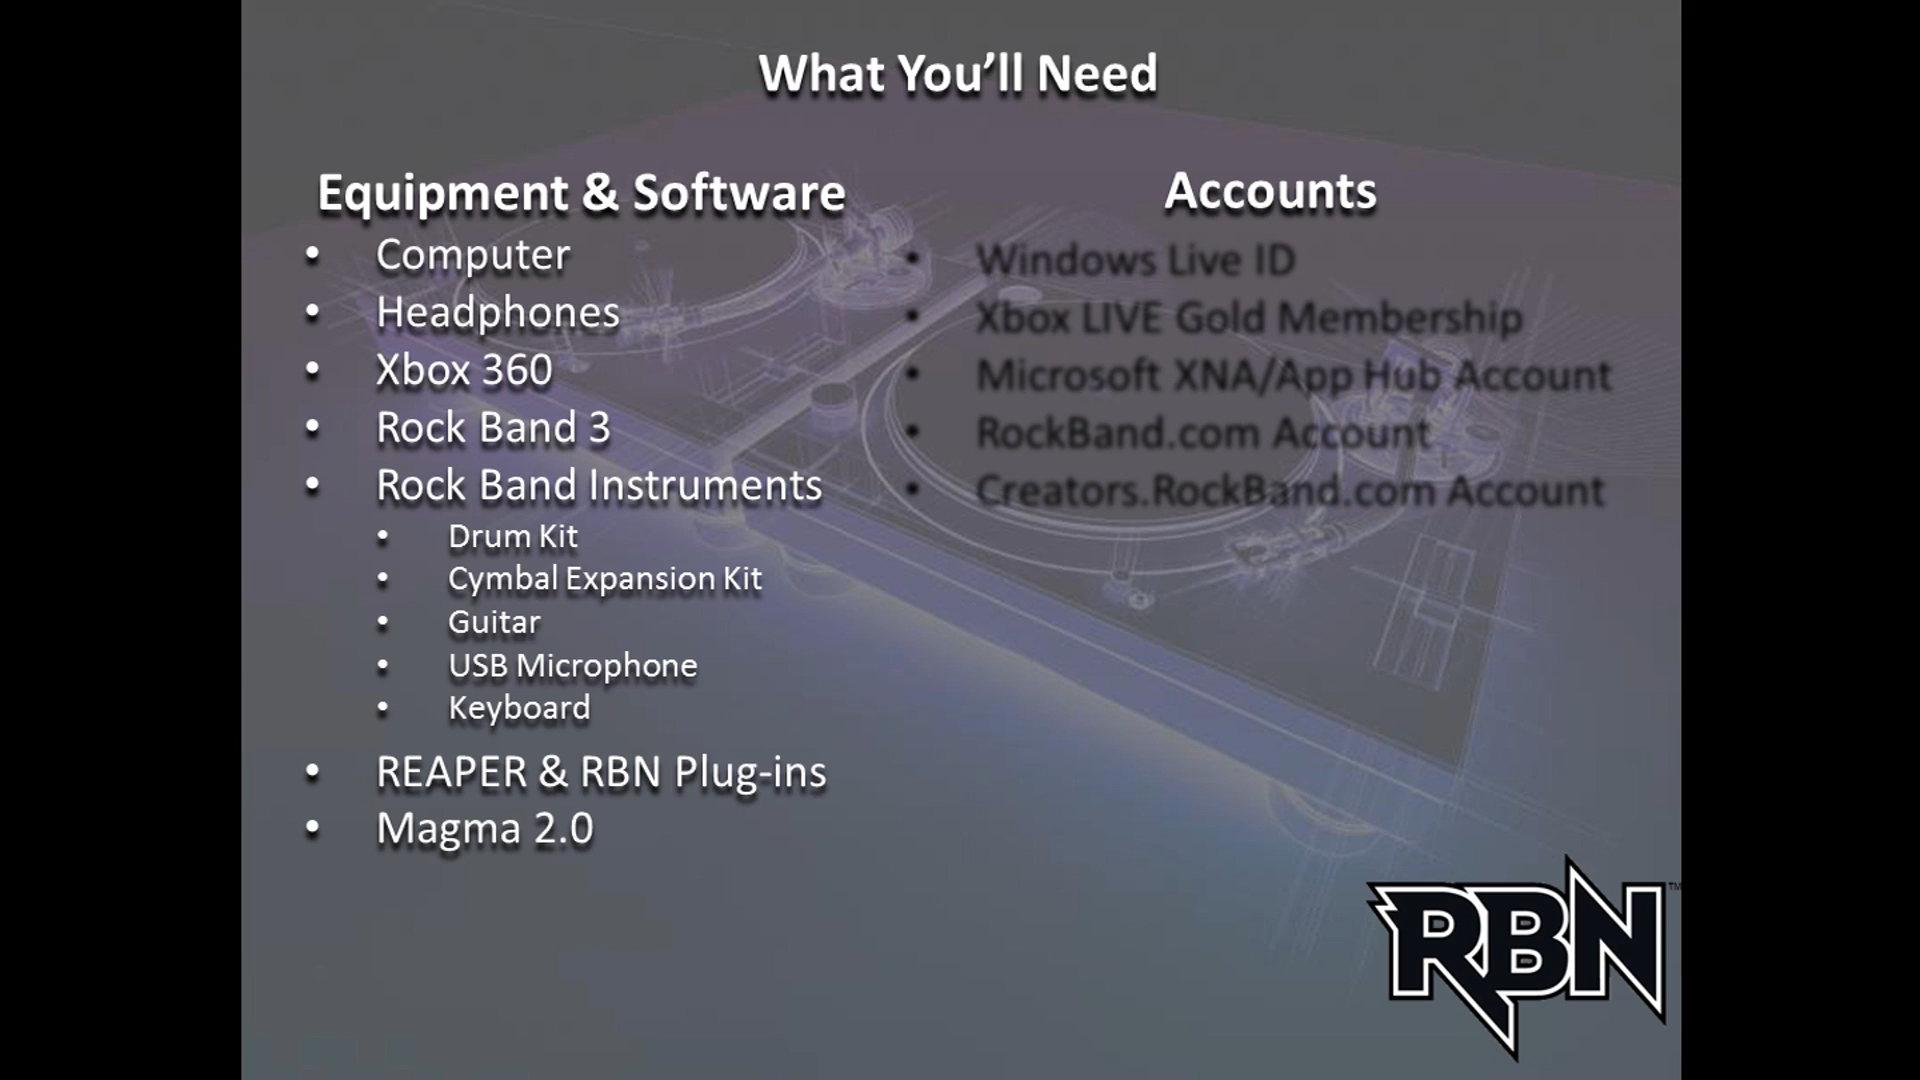 What You’ll Need
Equipment & Software
• Computer
• Headphones
• Xbox 360
• Rock Band 3
• Rock Band Instruments
• Drum Kit
• Cymbal Expansion Kit
• Guitar
• USB Microphone
• Keyboard
• REAPER & RBN Plug-ins
• Magma 2.0
Accounts
• Windows Live ID
• Xbox LIVE Gold Membership
• Microsoft XNA/App Hub Account
• RockBand.com Account
• Creators.RockBand.com Account
RBN™